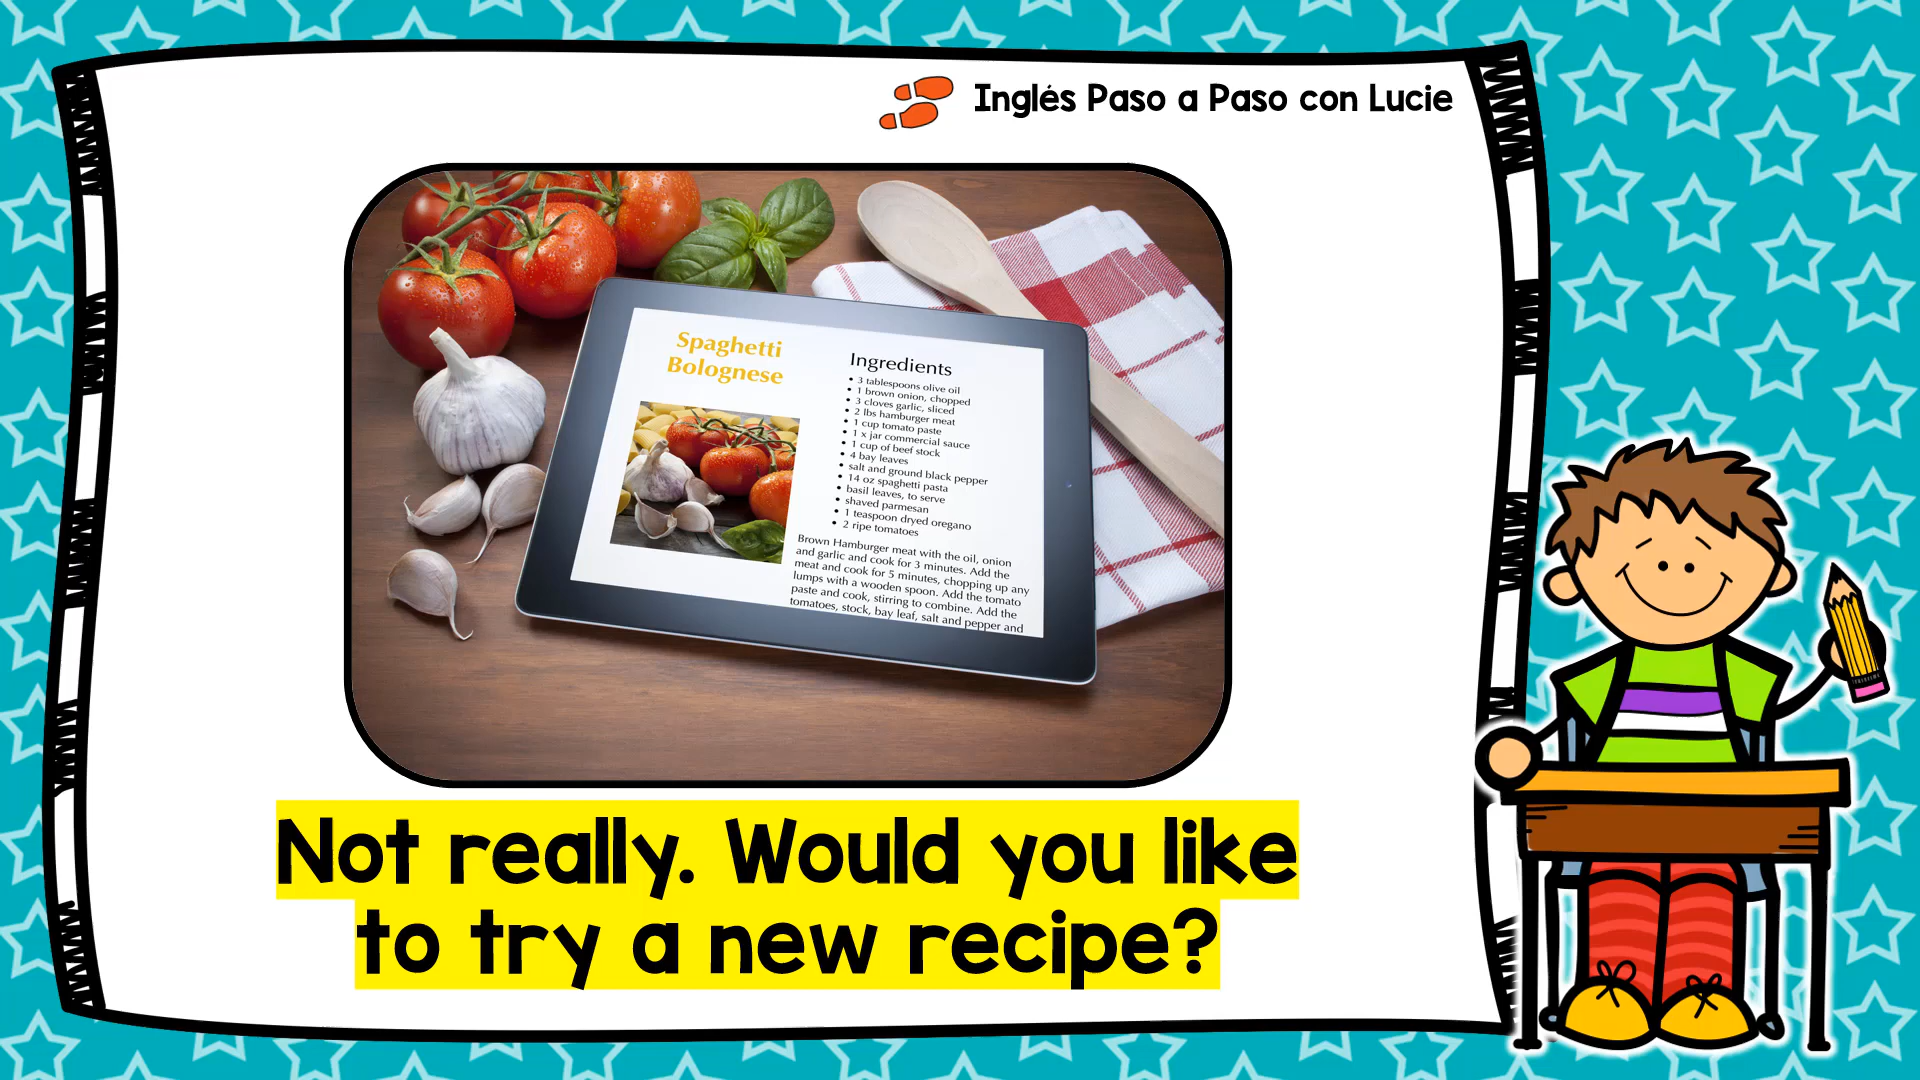 Inglés Paso a Paso con Lucie
Spaghetti
Bolognese
Ingredients
• 3 tablespoons olive oil
• 1 brown onion, chopped
• 3 cloves garlic, sliced
• 2 lbs hamburger meat
• 1 cup tomato paste
• 1 x jar commercial sauce
• 1 cup of beef stock
• 4 bay leaves
• salt and ground black pepper
• 14 oz spaghetti pasta
• basil leaves, to serve
• shaved parmesan
• 1 teaspoon dryed oregano
• 2 ripe tomatoes
Brown Hamburger meat with the oil, onion
and garlic and cook for 3 minutes. Add the
meat and cook for 5 minutes, chopping up any
lumps with a wooden spoon. Add the tomato
paste and cook, stirring to combine. Add the
tomatoes, stock, bay leaf, salt and pepper and
Not really. Would you like
to try a new recipe?